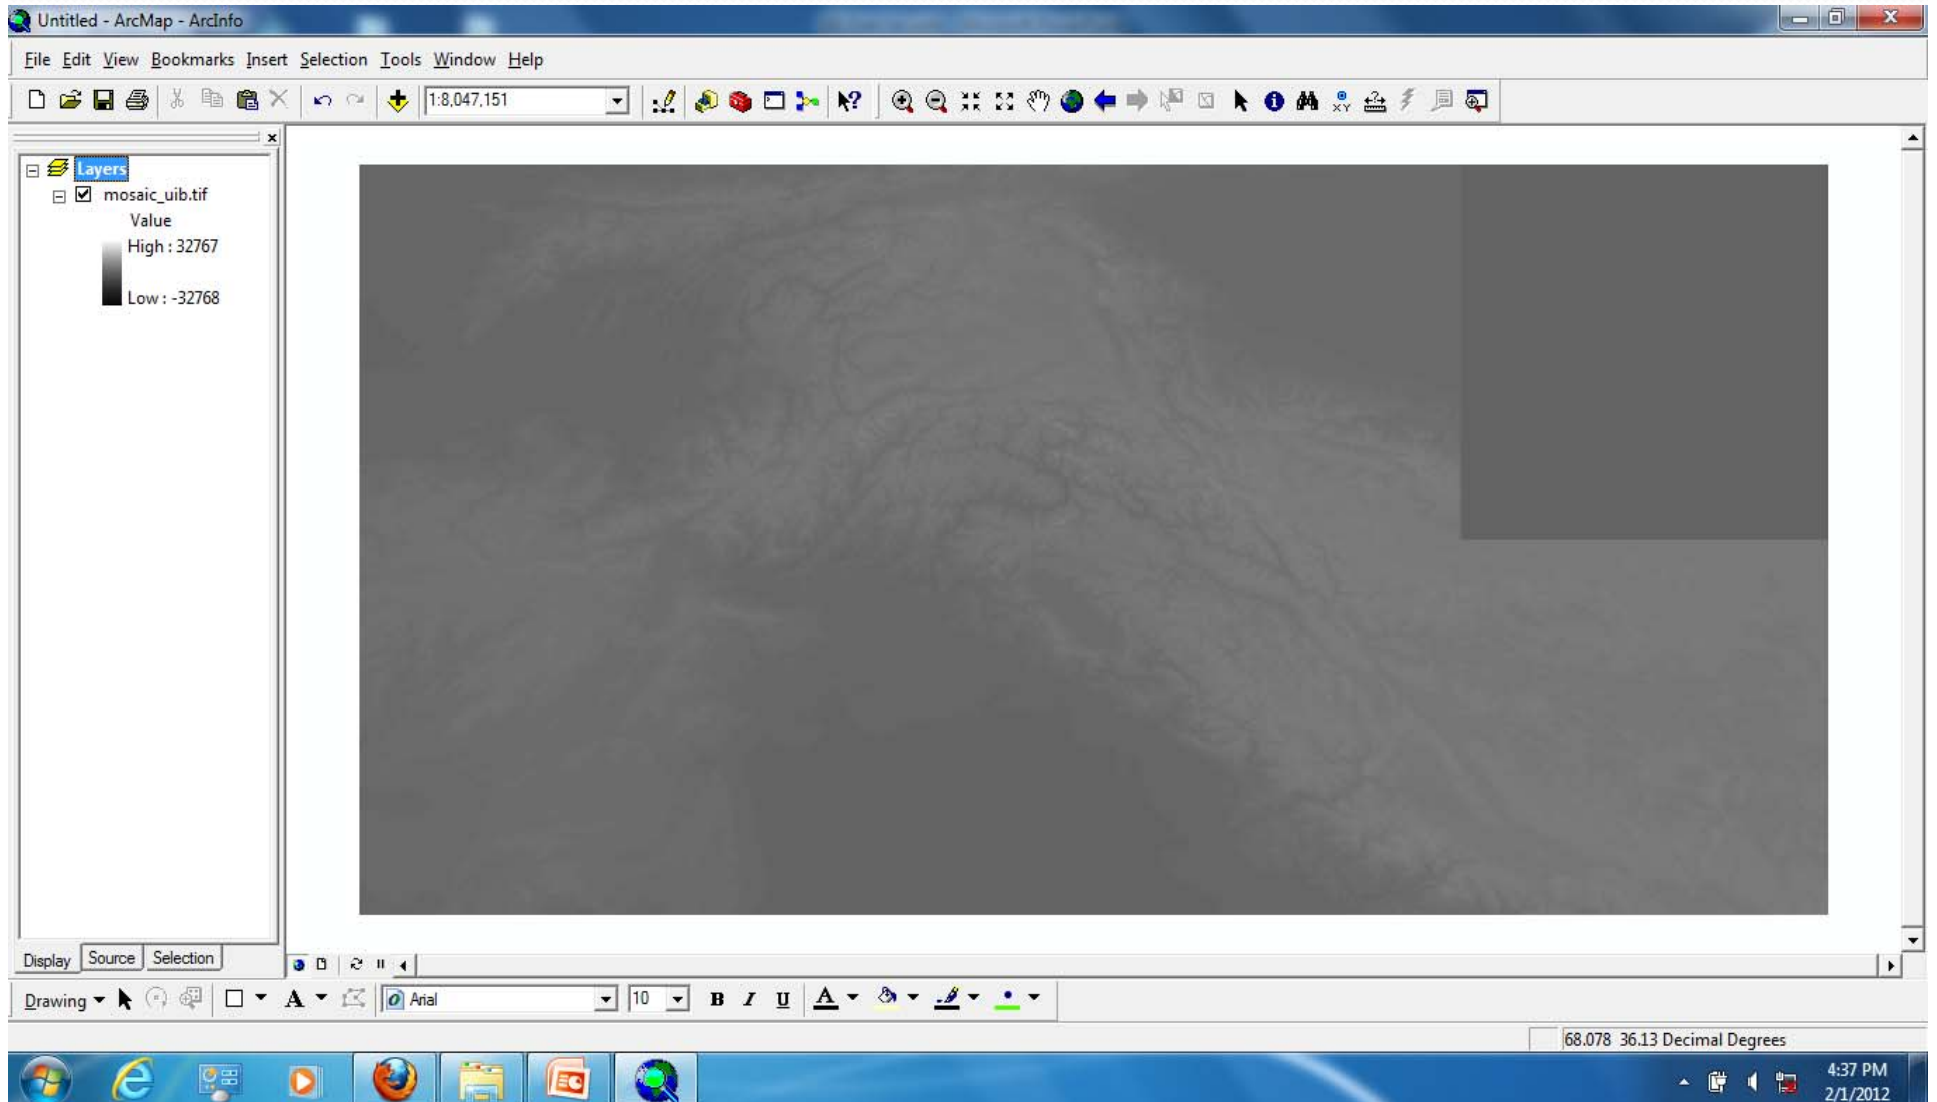 Untitled - ArcMap - ArcInfo
File Edit View Bookmarks Insert Selection Tools Window Help
1:8,047,151
Layers
mosaic_uib.tif
Value
High : 32767
Low : -32768
Display Source Selection
Drawing A Arial 10 B I U A
68.078 36.13 Decimal Degrees
4:37 PM
2/1/2012